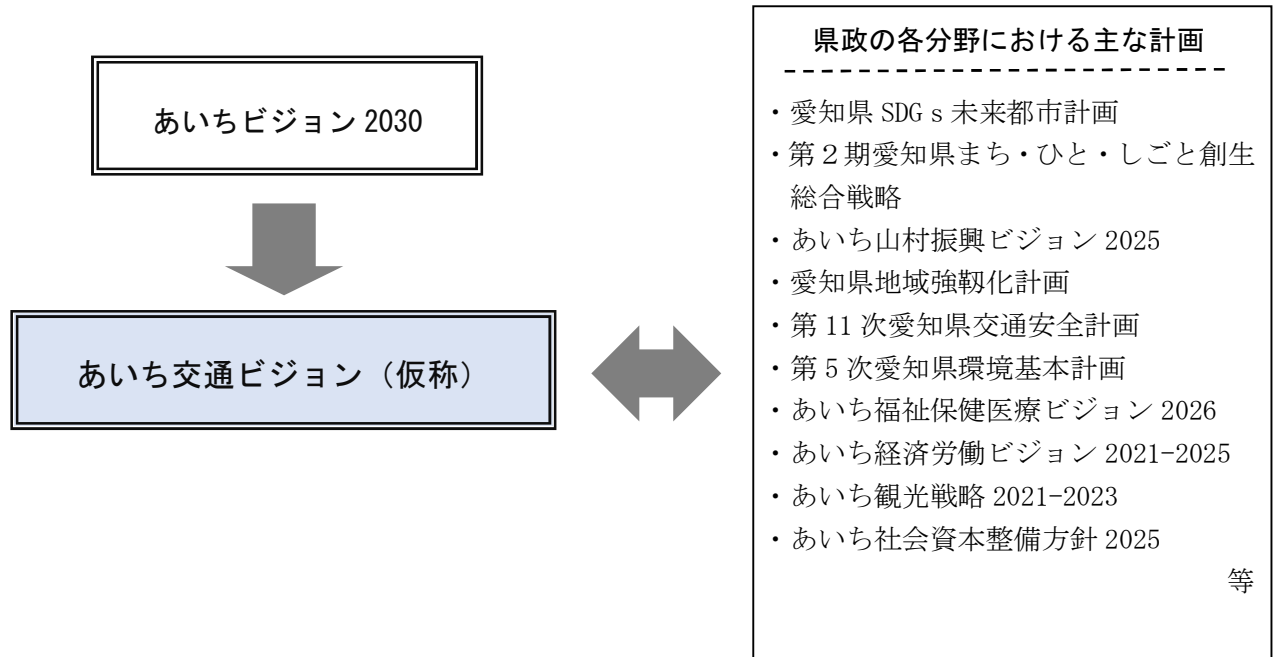 あいちビジョン 2030
あいち交通ビジョン（仮称）
県政の各分野における主な計画
・愛知県 SDGｓ未来都市計画
・第２期愛知県まち・ひと・しごと創生
総合戦略
・あいち山村振興ビジョン 2025
・愛知県地域強靱化計画
・第 11 次愛知県交通安全計画
・第 5 次愛知県環境基本計画
・あいち福祉保健医療ビジョン 2026
・あいち経済労働ビジョン 2021-2025
・あいち観光戦略 2021-2023
・あいち社会資本整備方針 2025
等